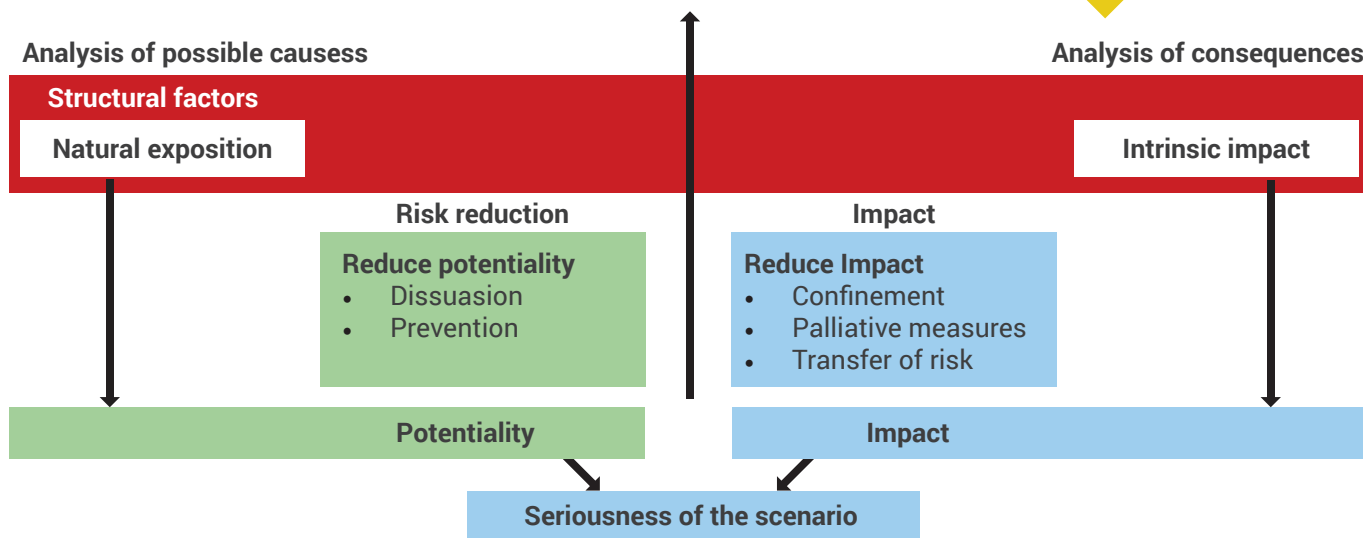 Analysis of possible causess
Analysis of consequences
Structural factors
Natural exposition
Intrinsic impact
Risk reduction
Impact
Reduce potentiality
• Dissuasion
• Prevention
Reduce Impact
• Confinement
• Palliative measures
• Transfer of risk
Potentiality
Impact
Seriousness of the scenario